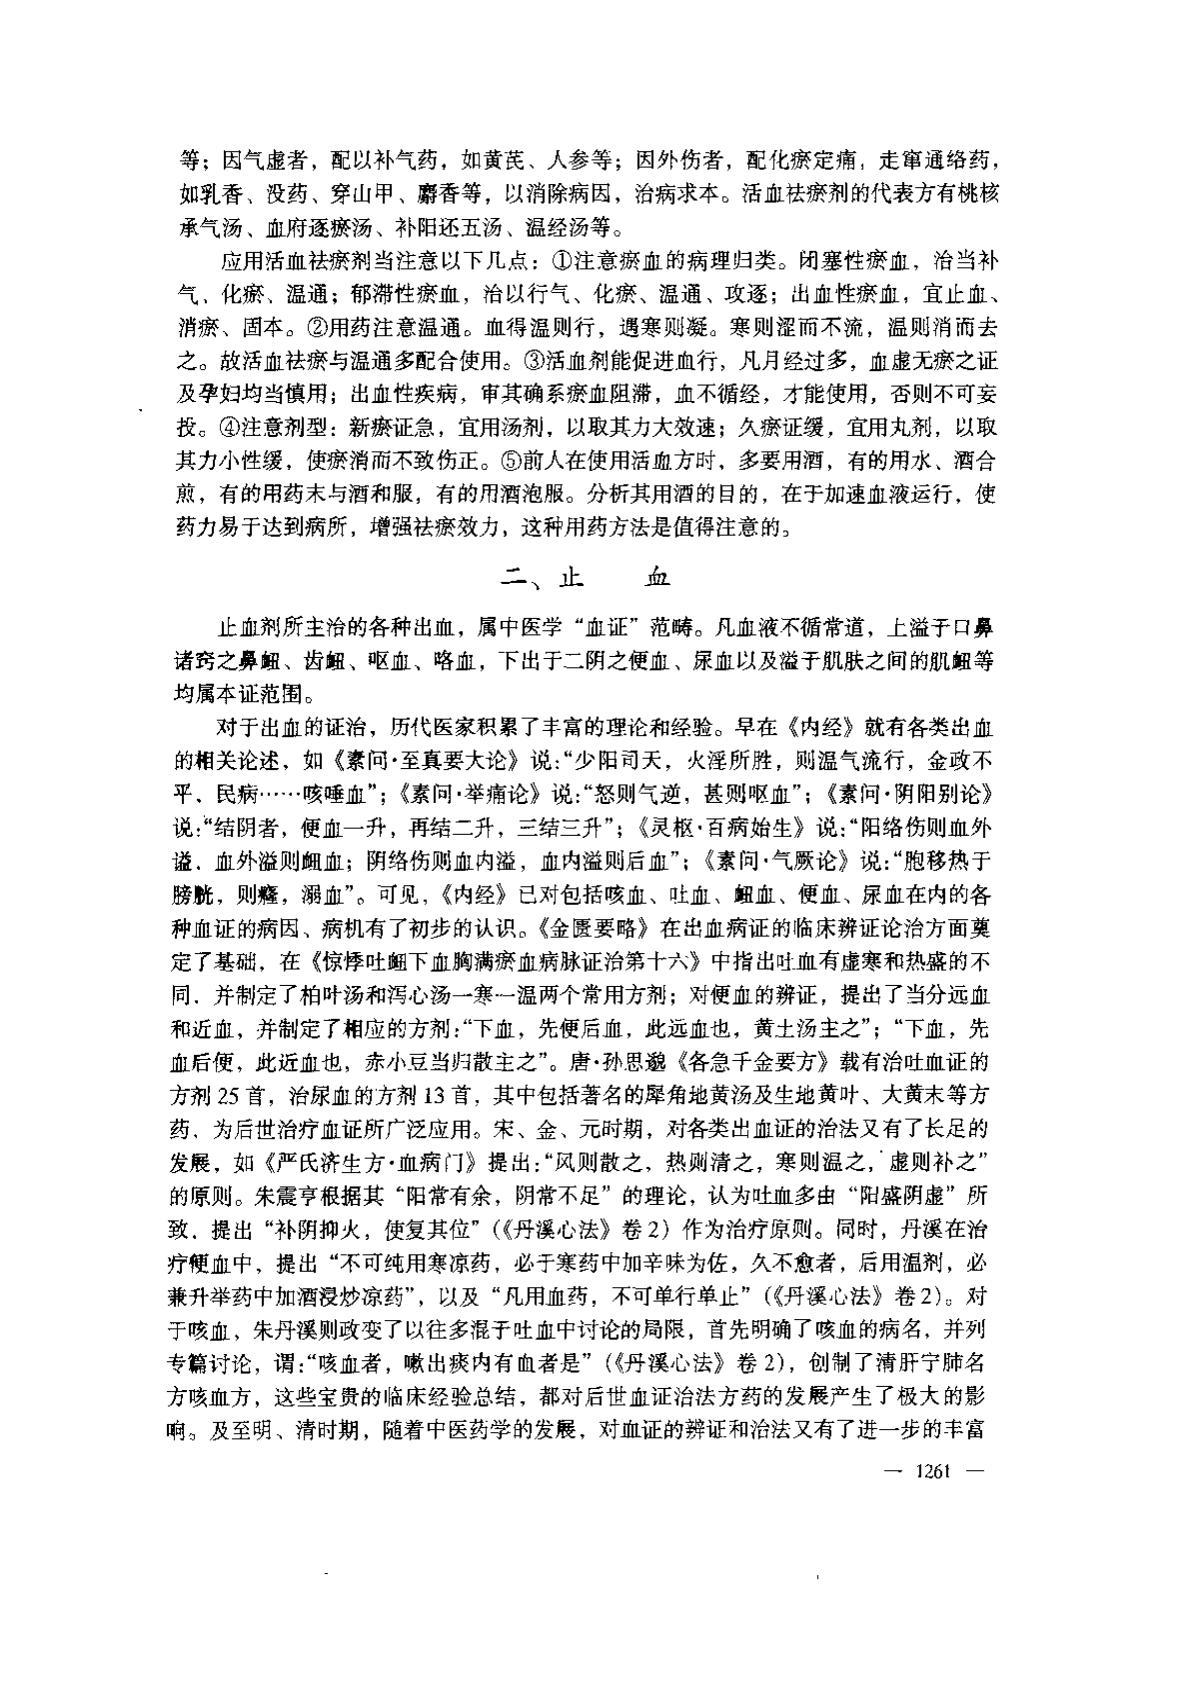 等；因气虚者，配以补气药，如黄芪、人参等；因外伤者，配化瘀定痛，走窜通络药，
如乳香、没药、穿山甲、麝香等，以消除病因，治病求本。活血祛瘀剂的代表方有桃核
承气汤、血府逐瘀汤、补阳还五汤、温经汤等。
应用活血祛瘀剂当注意以下几点：①注意瘀血的病理归类。闭塞性瘀血，治当补
气、化瘀、温通；郁滞性瘀血，治以行气、化瘀、温通、攻逐；出血性瘀血，宜止血、
消瘀、固本。②用药注意温通。血得温则行，遇寒则凝。寒则涩而不流，温则消而去
之。故活血祛瘀与温通多配合使用。③活血剂能促进血行，凡月经过多，血虚无瘀之证
及孕妇均当慎用；出血性疾病，审其确系瘀血阻滞，血不循经，才能使用，否则不可妄
投。④注意剂型：新瘀证急，宜用汤剂，以取其力大效速；久瘀证缓，宜用丸剂，以取
其力小性缓，使瘀消而不致伤正。⑤前人在使用活血方时，多要用酒，有的用水、酒合
煎，有的用药末与酒和服，有的用酒泡服。分析其用酒的目的，在于加速血液运行，使
药力易于达到病所，增强祛瘀效力，这种用药方法是值得注意的。
二、止　　血
止血剂所主治的各种出血，属中医学“血证”范畴。凡血液不循常道，上溢于口鼻
诸窍之鼻衄、齿衄、呕血、咯血，下出于二阴之便血、尿血以及溢于肌肤之间的肌衄等
均属本证范围。
对于出血的证治，历代医家积累了丰富的理论和经验。早在《内经》就有各类出血
的相关论述，如《素问·至真要大论》说：“少阳司天，火淫所胜，则温气流行，金政不
平，民病……咳唾血”；《素问·举痛论》说：“怒则气逆，甚则呕血”；《素问·阴阳别论》
说：“结阴者，便血一升，再结二升，三结三升”；《灵枢·百病始生》说：“阳络伤则血外
溢，血外溢则衄血；阴络伤则血内溢，血内溢则后血”；《素问·气厥论》说：“胞移热于
膀胱，则癃，溺血”。可见，《内经》已对包括咳血、吐血、衄血、便血、尿血在内的各
种血证的病因、病机有了初步的认识。《金匮要略》在出血病证的临床辨证论治方面奠
定了基础，在《惊悸吐衄下血胸满瘀血病脉证治第十六》中指出吐血有虚寒和热盛的不
同，并制定了柏叶汤和泻心汤一寒一温两个常用方剂；对便血的辨证，提出了当分远血
和近血，并制定了相应的方剂：“下血，先便后血，此远血也，黄土汤主之”；“下血，先
血后便，此近血也，赤小豆当归散主之”。唐·孙思邈《备急千金要方》载有治吐血证的
方剂 25 首，治尿血的方剂 13 首，其中包括著名的犀角地黄汤及生地黄叶、大黄末等方
药，为后世治疗血证所广泛应用。宋、金、元时期，对各类出血证的治法又有了长足的
发展，如《严氏济生方·血病门》提出：“风则散之，热则清之，寒则温之，虚则补之”
的原则。朱震亨根据其“阳常有余，阴常不足”的理论，认为吐血多由“阳盛阴虚”所
致，提出“补阴抑火，使复其位”（《丹溪心法》卷 2）作为治疗原则。同时，丹溪在治
疗便血中，提出“不可纯用寒凉药，必于寒药中加辛味为佐，久不愈者，后用温剂，必
兼升举药中加酒浸炒凉药”，以及“凡用血药，不可单行单止”（《丹溪心法》卷 2）。对
于咳血，朱丹溪则改变了以往多混于吐血中讨论的局限，首先明确了咳血的病名，并列
专篇讨论，谓：“咳血者，嗽出痰内有血者是”（《丹溪心法》卷 2），创制了清肝宁肺名
方咳血方，这些宝贵的临床经验总结，都对后世血证治法方药的发展产生了极大的影
响。及至明、清时期，随着中医药学的发展，对血证的辨证和治法又有了进一步的丰富
— 1261 —